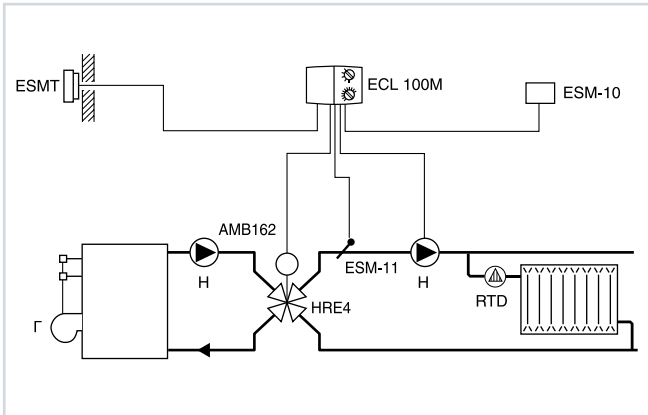 ESMT
ECL 100M
ESM-10
AMB162
H
ESM-11
H
HRE4
RTD
Г